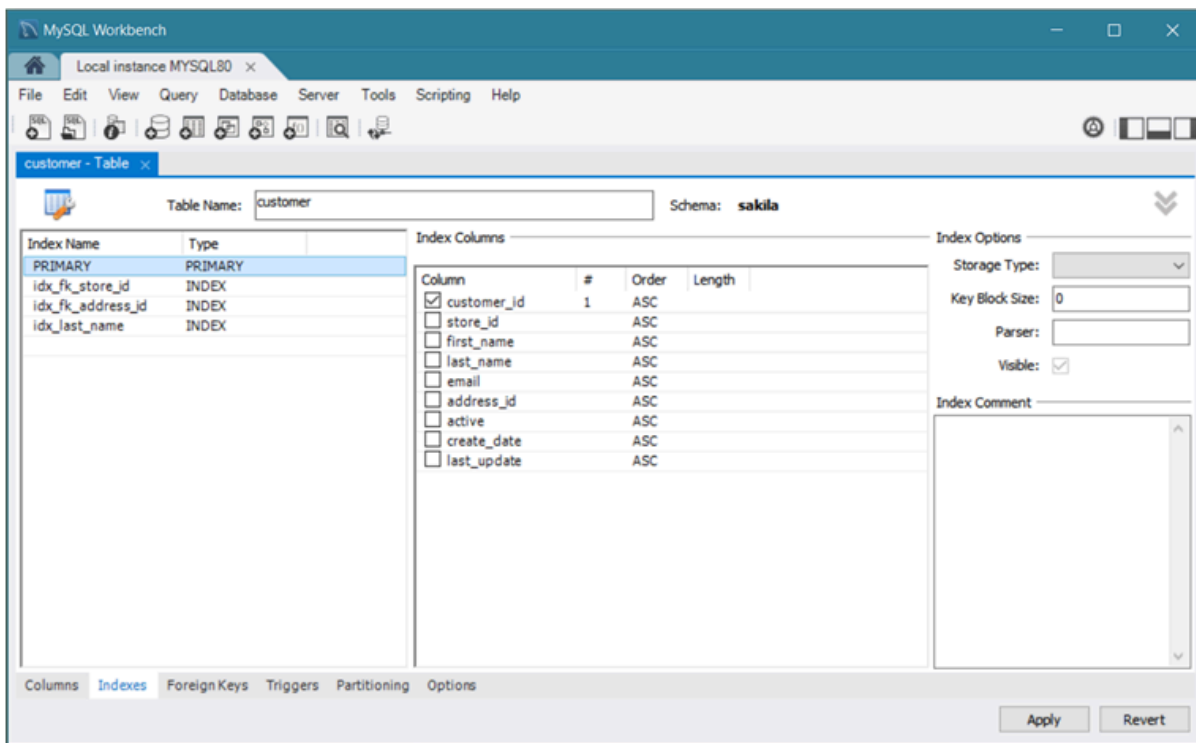 MySQL Workbench
Local instance MYSQL80
File Edit View Query Database Server Tools Scripting Help
SQL SQL
customer - Table
Table Name: customer Schema: sakila
Index Name Type
PRIMARY PRIMARY
idx_fk_store_id INDEX
idx_fk_address_id INDEX
idx_last_name INDEX
Index Columns
Column # Order Length
customer_id 1 ASC
store_id ASC
first_name ASC
last_name ASC
email ASC
address_id ASC
active ASC
create_date ASC
last_update ASC
Index Options
Storage Type:
Key Block Size: 0
Parser:
Visible:
Index Comment
Columns Indexes Foreign Keys Triggers Partitioning Options
Apply Revert